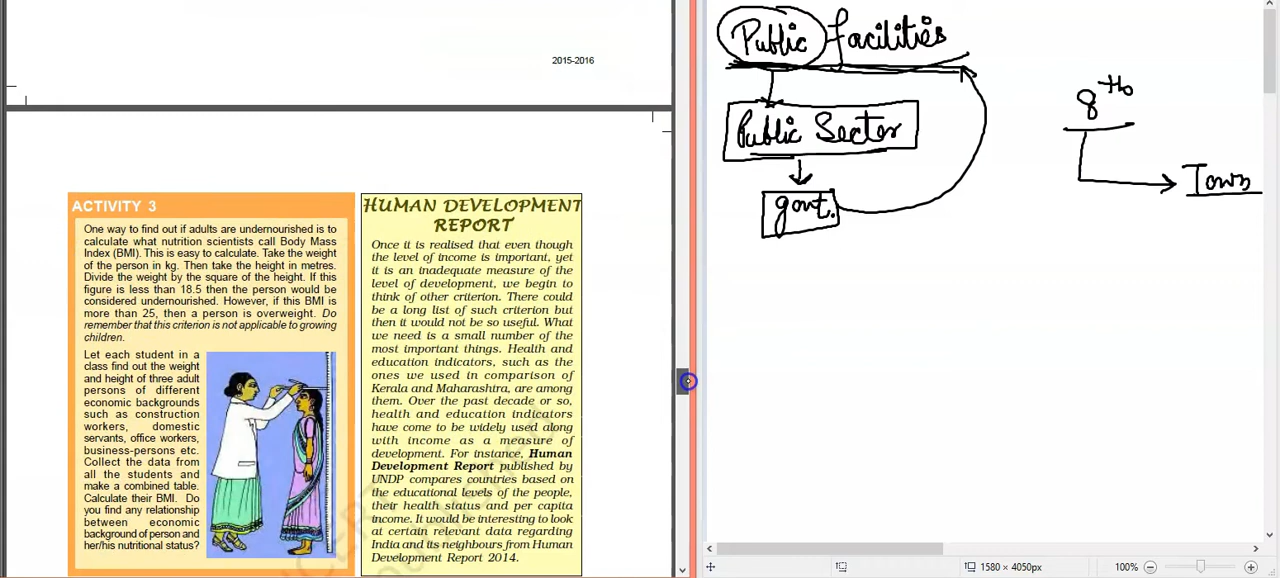 2015-2016
ACTIVITY 3
One way to find out if adults are undernourished is to
calculate what nutrition scientists call Body Mass
Index (BMI). This is easy to calculate. Take the weight
of the person in kg. Then take the height in metres.
Divide the weight by the square of the height. If this
figure is less than 18.5 then the person would be
considered undernourished. However, if this BMI is
more than 25, then a person is overweight. Do
remember that this criterion is not applicable to growing
children.
Let each student in a
class find out the weight
and height of three adult
persons of different
economic backgrounds
such as construction
workers, domestic
servants, office workers,
business-persons etc.
Collect the data from
all the students and
make a combined table.
Calculate their BMI. Do
you find any relationship
between economic
background of person and
her/his nutritional status?
HUMAN DEVELOPMENT
REPORT
Once it is realised that even though
the level of income is important, yet
it is an inadequate measure of the
level of development, we begin to
think of other criterion. There could
be a long list of such criterion but
then it would not be so useful. What
we need is a small number of the
most important things. Health and
education indicators, such as the
ones we used in comparison of
Kerala and Maharashtra, are among
them. Over the past decade or so,
health and education indicators
have come to be widely used along
with income as a measure of
development. For instance, Human
Development Report published by
UNDP compares countries based on
the educational levels of the people,
their health status and per capita
income. It would be interesting to look
at certain relevant data regarding
India and its neighbours from Human
Development Report 2014.
Public facilities
Public Sector
govt.
8th
Town
1580 × 4050px
100%